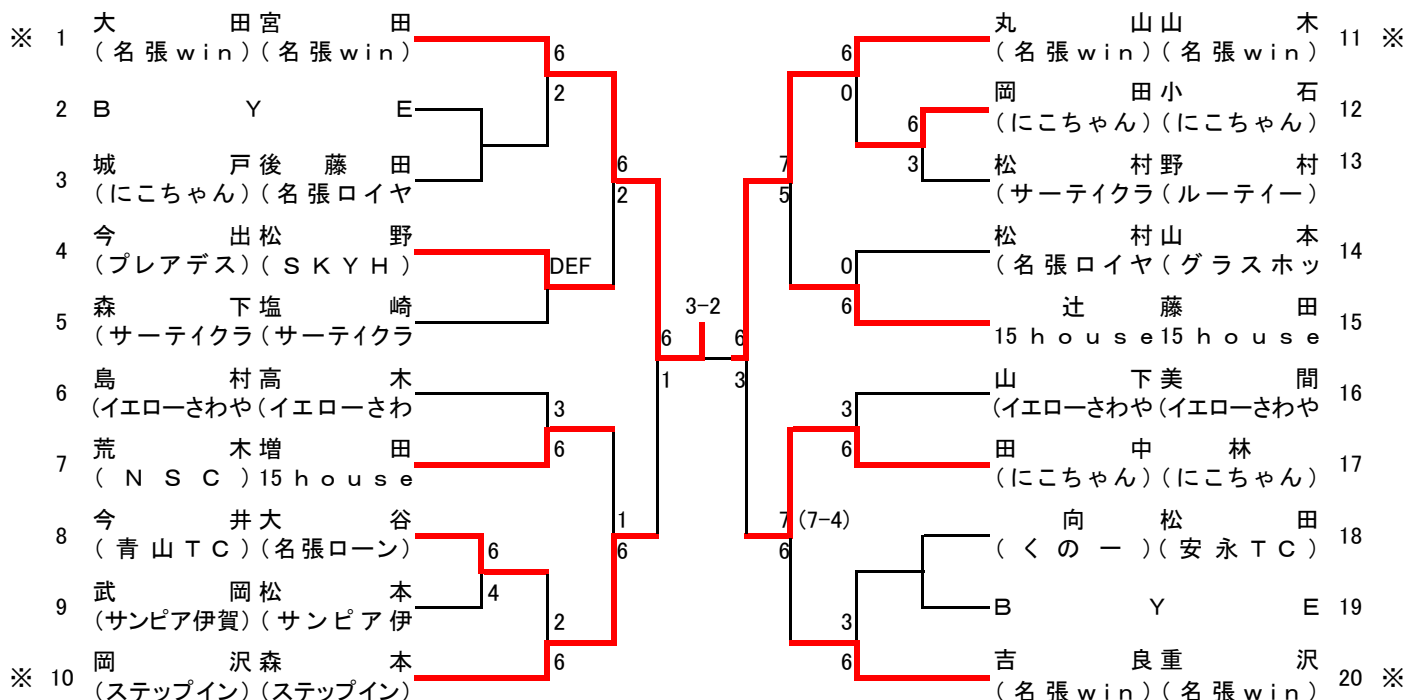 ※ 1 大田 宮田
(名張win)(名張win)
2 BYE
3 城戸 後藤田
(にこちゃん)(名張ロイヤ
4 今出 松野
(プレアデス)(SKYH)
5 森下 塩崎
(サーテイクラ(サーテイクラ
6 島村 高木
(イエローさわや(イエローさわ
7 荒木 増田
(NSC)15house
8 今井 大谷
(青山TC)(名張ローン)
9 武岡 松本
(サンピア伊賀)(サンピア伊
※ 10 岡沢 森本
(ステップイン)(ステップイン)
6
2
6
2
DEF
3
6
1
6
6
4
2
6
6
1
3-2
6
3
6
0
6
3
7
5
0
6
3
6
7 (7-4)
6
3
6
丸山 山木 11 ※
(名張win)(名張win)
岡田 小石 12
(にこちゃん)(にこちゃん)
松村 野村 13
(サーテイクラ(ルーティー)
松村 山本 14
(名張ロイヤ(グラスホッ
辻 藤田 15
15house15house
山下 美間 16
(イエローさわや(イエローさわや
田中 林 17
(にこちゃん)(にこちゃん)
向 松田 18
(くのー)(安永TC)
BYE 19
吉良 重沢 20 ※
(名張win)(名張win)